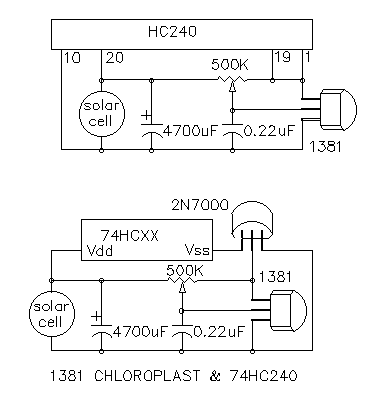 HC240
10 20 19 1
500K
solar
cell
4700uF 0.22uF
1381
2N7000
74HCXX
Vdd Vss
500K
1381
solar
cell
4700uF 0.22uF
1381 CHLOROPLAST & 74HC240